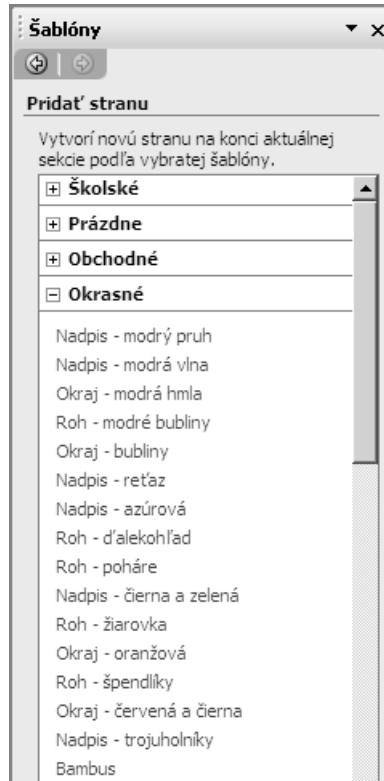 Šablóny
Pridať stranu
Vytvorí novú stranu na konci aktuálnej
sekcie podľa vybratej šablóny.
Školské
Prázdne
Obchodné
Okrasné
Nadpis - modrý pruh
Nadpis - modrá vlna
Okraj - modrá hmla
Roh - modré bubliny
Okraj - bubliny
Nadpis - reťaz
Nadpis - azúrová
Roh - ďalekohľad
Roh - poháre
Nadpis - čierna a zelená
Roh - žiarovka
Okraj - oranžová
Roh - špendlíky
Okraj - červená a čierna
Nadpis - trojuholníky
Bambus